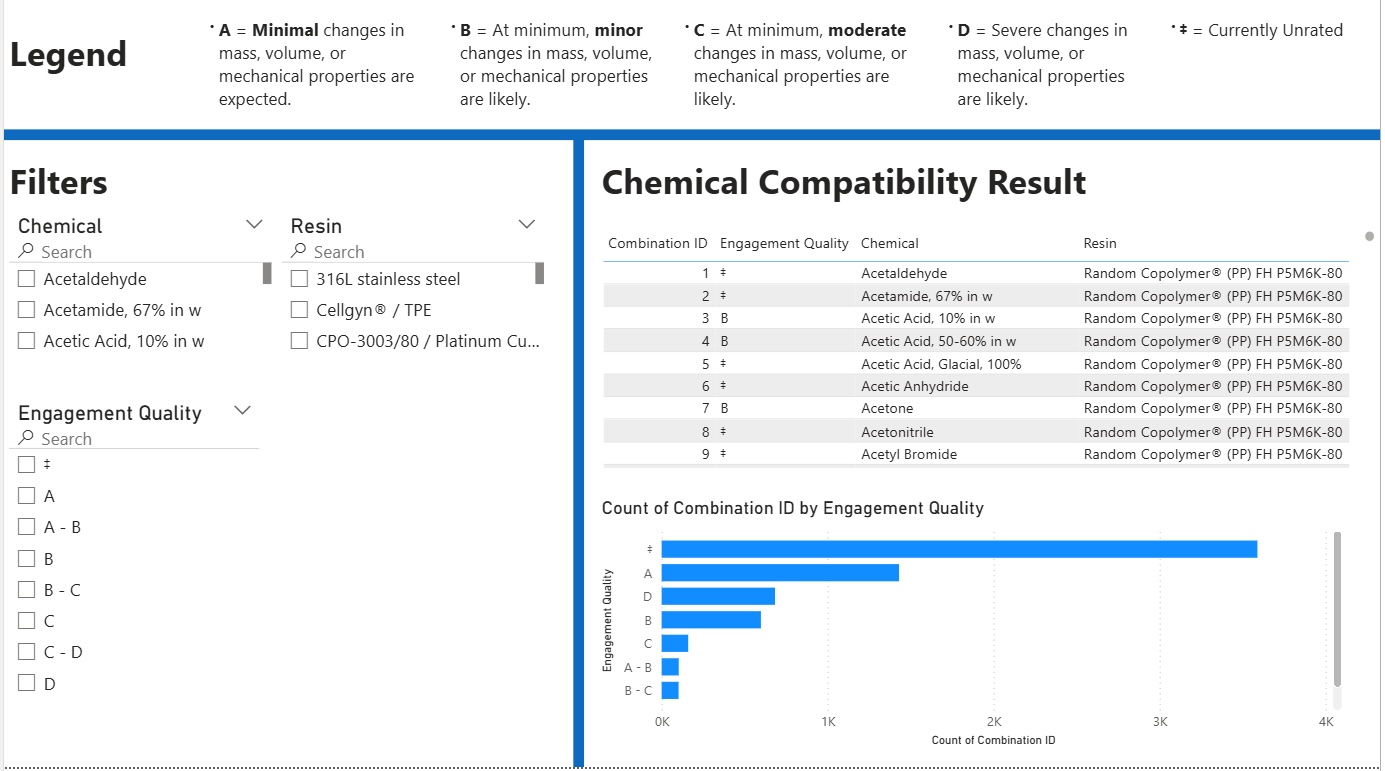 Legend
• A = Minimal changes in
mass, volume, or
mechanical properties are
expected.
• B = At minimum, minor
changes in mass, volume,
or mechanical properties
are likely.
• C = At minimum, moderate
changes in mass, volume, or
mechanical properties are
likely.
• D = Severe changes in
mass, volume, or
mechanical properties
are likely.
• ‡ = Currently Unrated
Filters
Chemical
Search
Acetaldehyde
Acetamide, 67% in w
Acetic Acid, 10% in w
Resin
Search
316L stainless steel
Cellgyn® / TPE
CPO-3003/80 / Platinum Cu...
Engagement Quality
Search
‡
A
A - B
B
B - C
C
C - D
D
Chemical Compatibility Result
Combination ID Engagement Quality Chemical Resin
1 ‡ Acetaldehyde Random Copolymer® (PP) FH P5M6K-80
2 ‡ Acetamide, 67% in w Random Copolymer® (PP) FH P5M6K-80
3 B Acetic Acid, 10% in w Random Copolymer® (PP) FH P5M6K-80
4 B Acetic Acid, 50-60% in w Random Copolymer® (PP) FH P5M6K-80
5 ‡ Acetic Acid, Glacial, 100% Random Copolymer® (PP) FH P5M6K-80
6 ‡ Acetic Anhydride Random Copolymer® (PP) FH P5M6K-80
7 B Acetone Random Copolymer® (PP) FH P5M6K-80
8 ‡ Acetonitrile Random Copolymer® (PP) FH P5M6K-80
9 ‡ Acetyl Bromide Random Copolymer® (PP) FH P5M6K-80
Count of Combination ID by Engagement Quality
Engagement Quality
‡
A
D
B
C
A - B
B - C
0K 1K 2K 3K 4K
Count of Combination ID